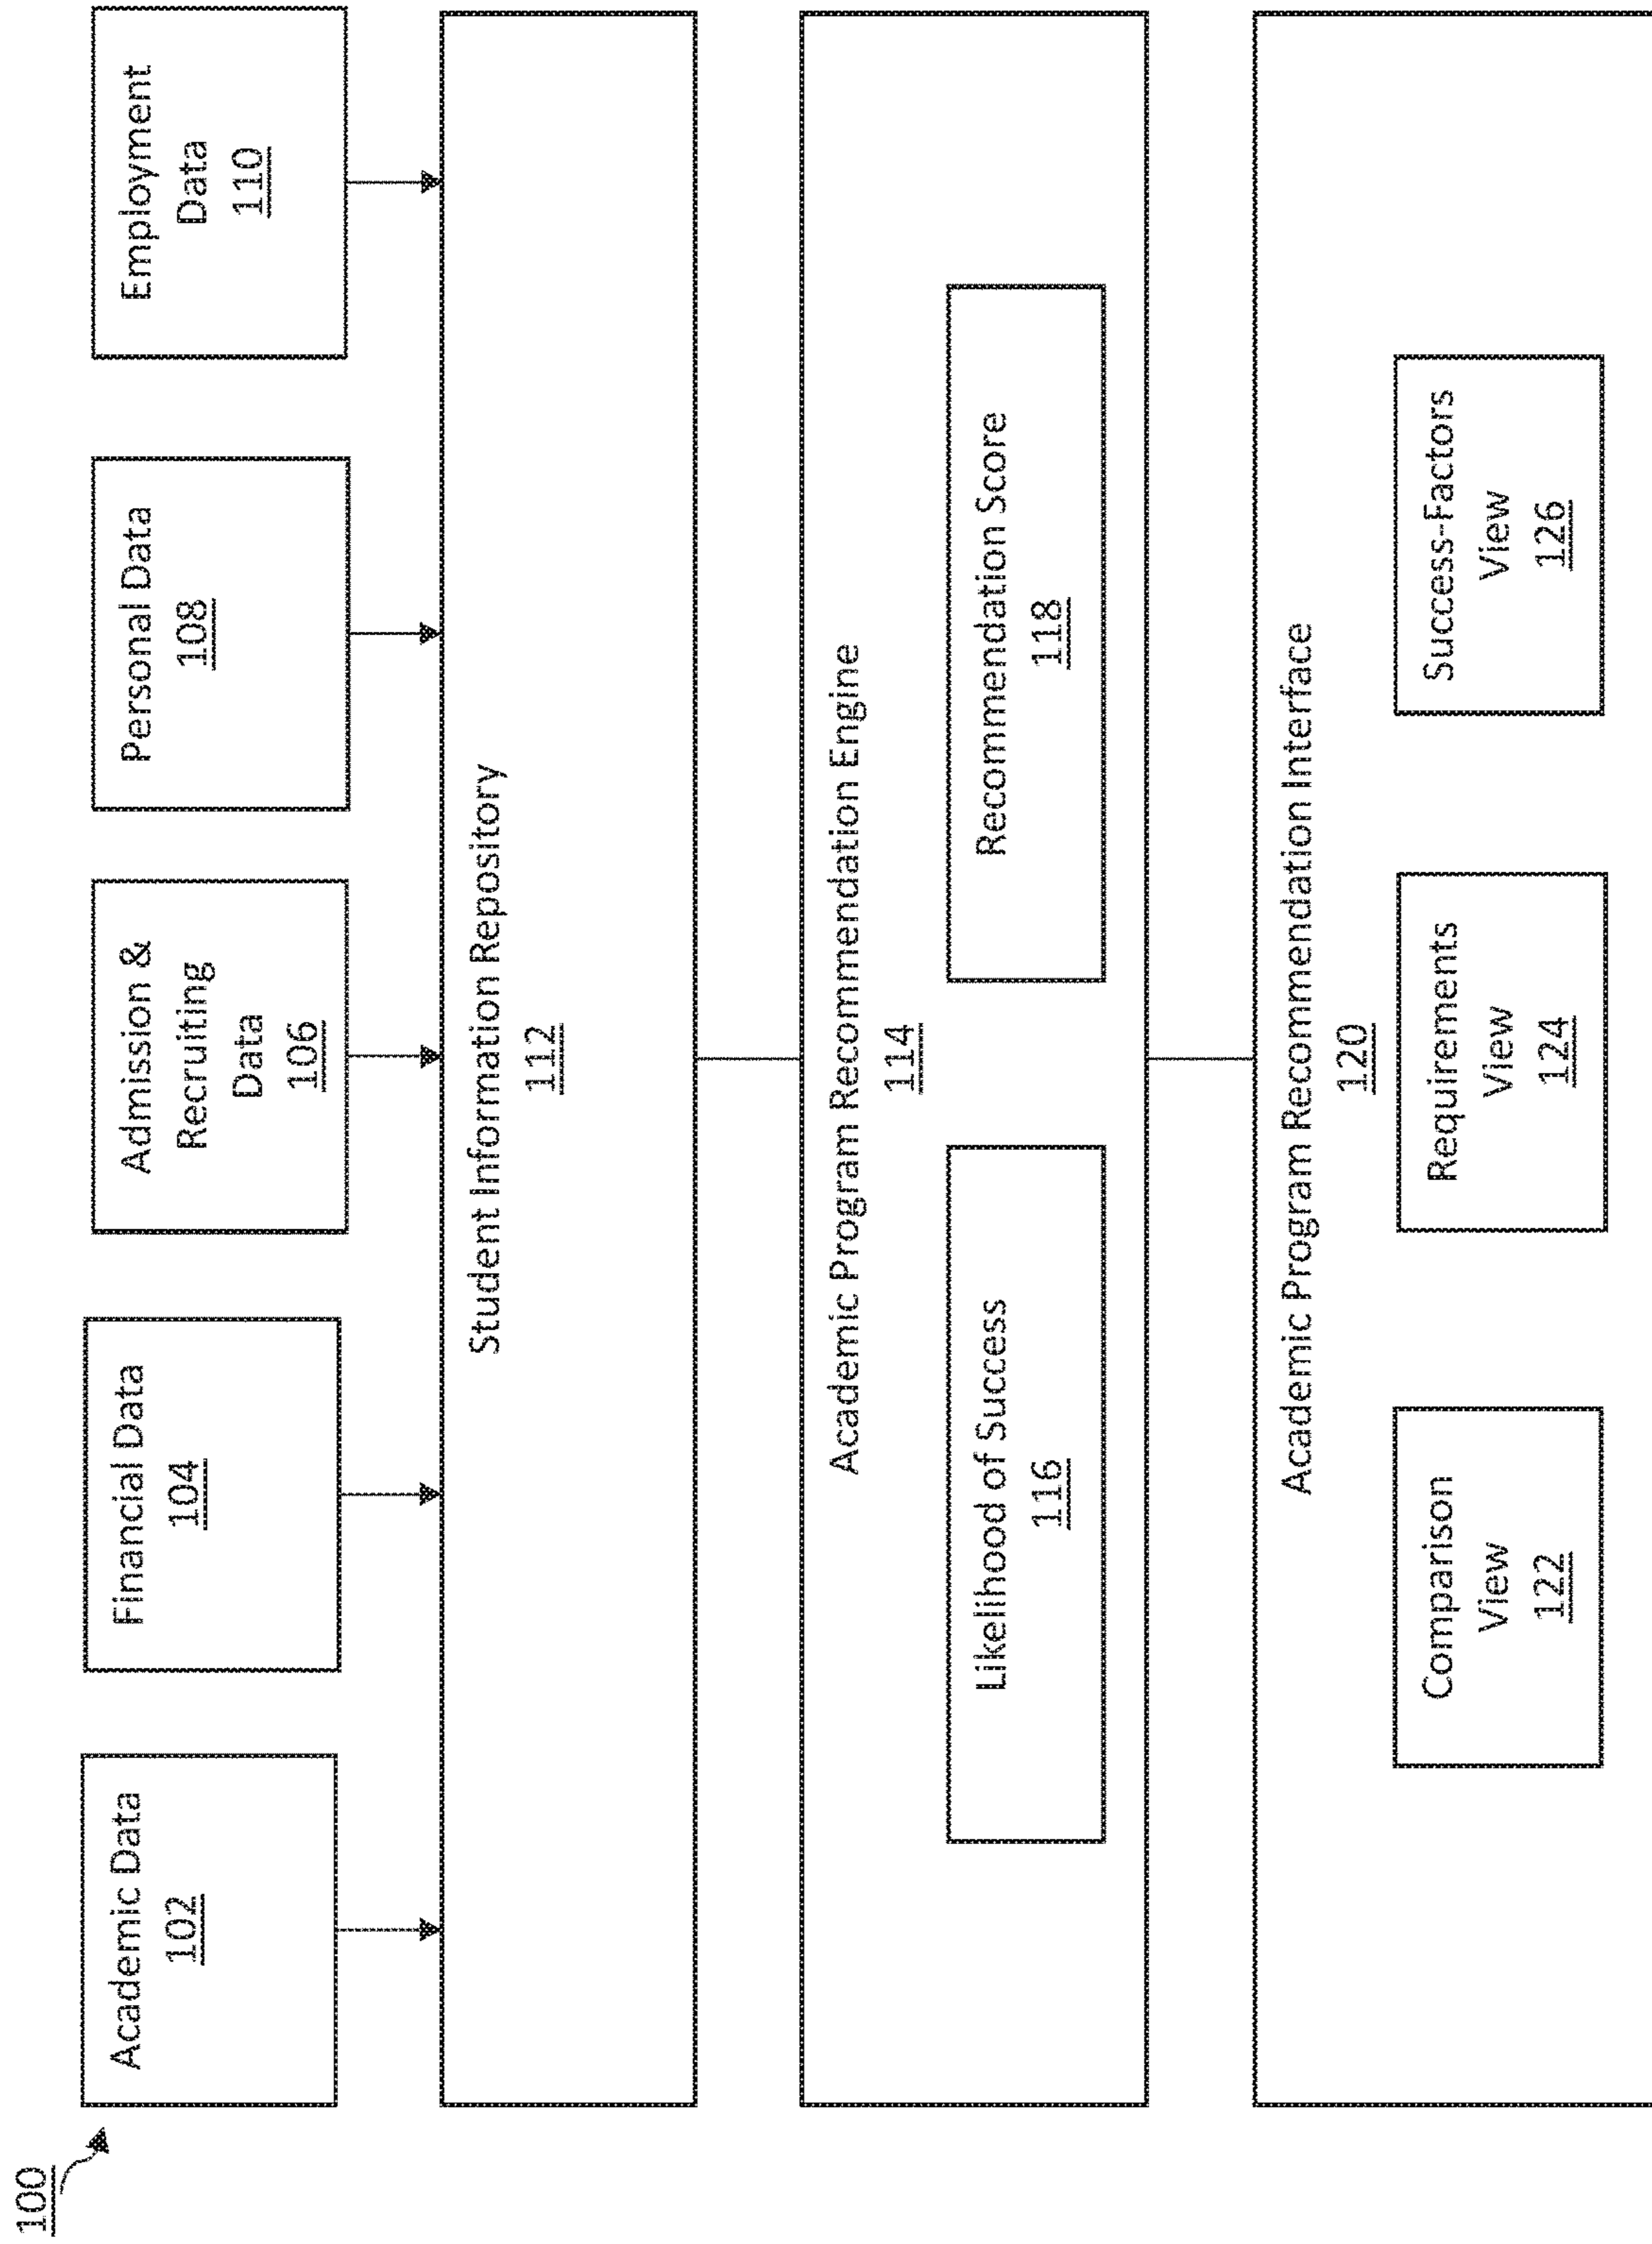 100
Academic Data
102
Financial Data
104
Admission &
Recruiting
Data
106
Personal Data
108
Employment
Data
110
Student Information Repository
112
Academic Program Recommendation Engine
114
Likelihood of Success
116
Recommendation Score
118
Academic Program Recommendation Interface
120
Comparison
View
122
Requirements
View
124
Success-Factors
View
126